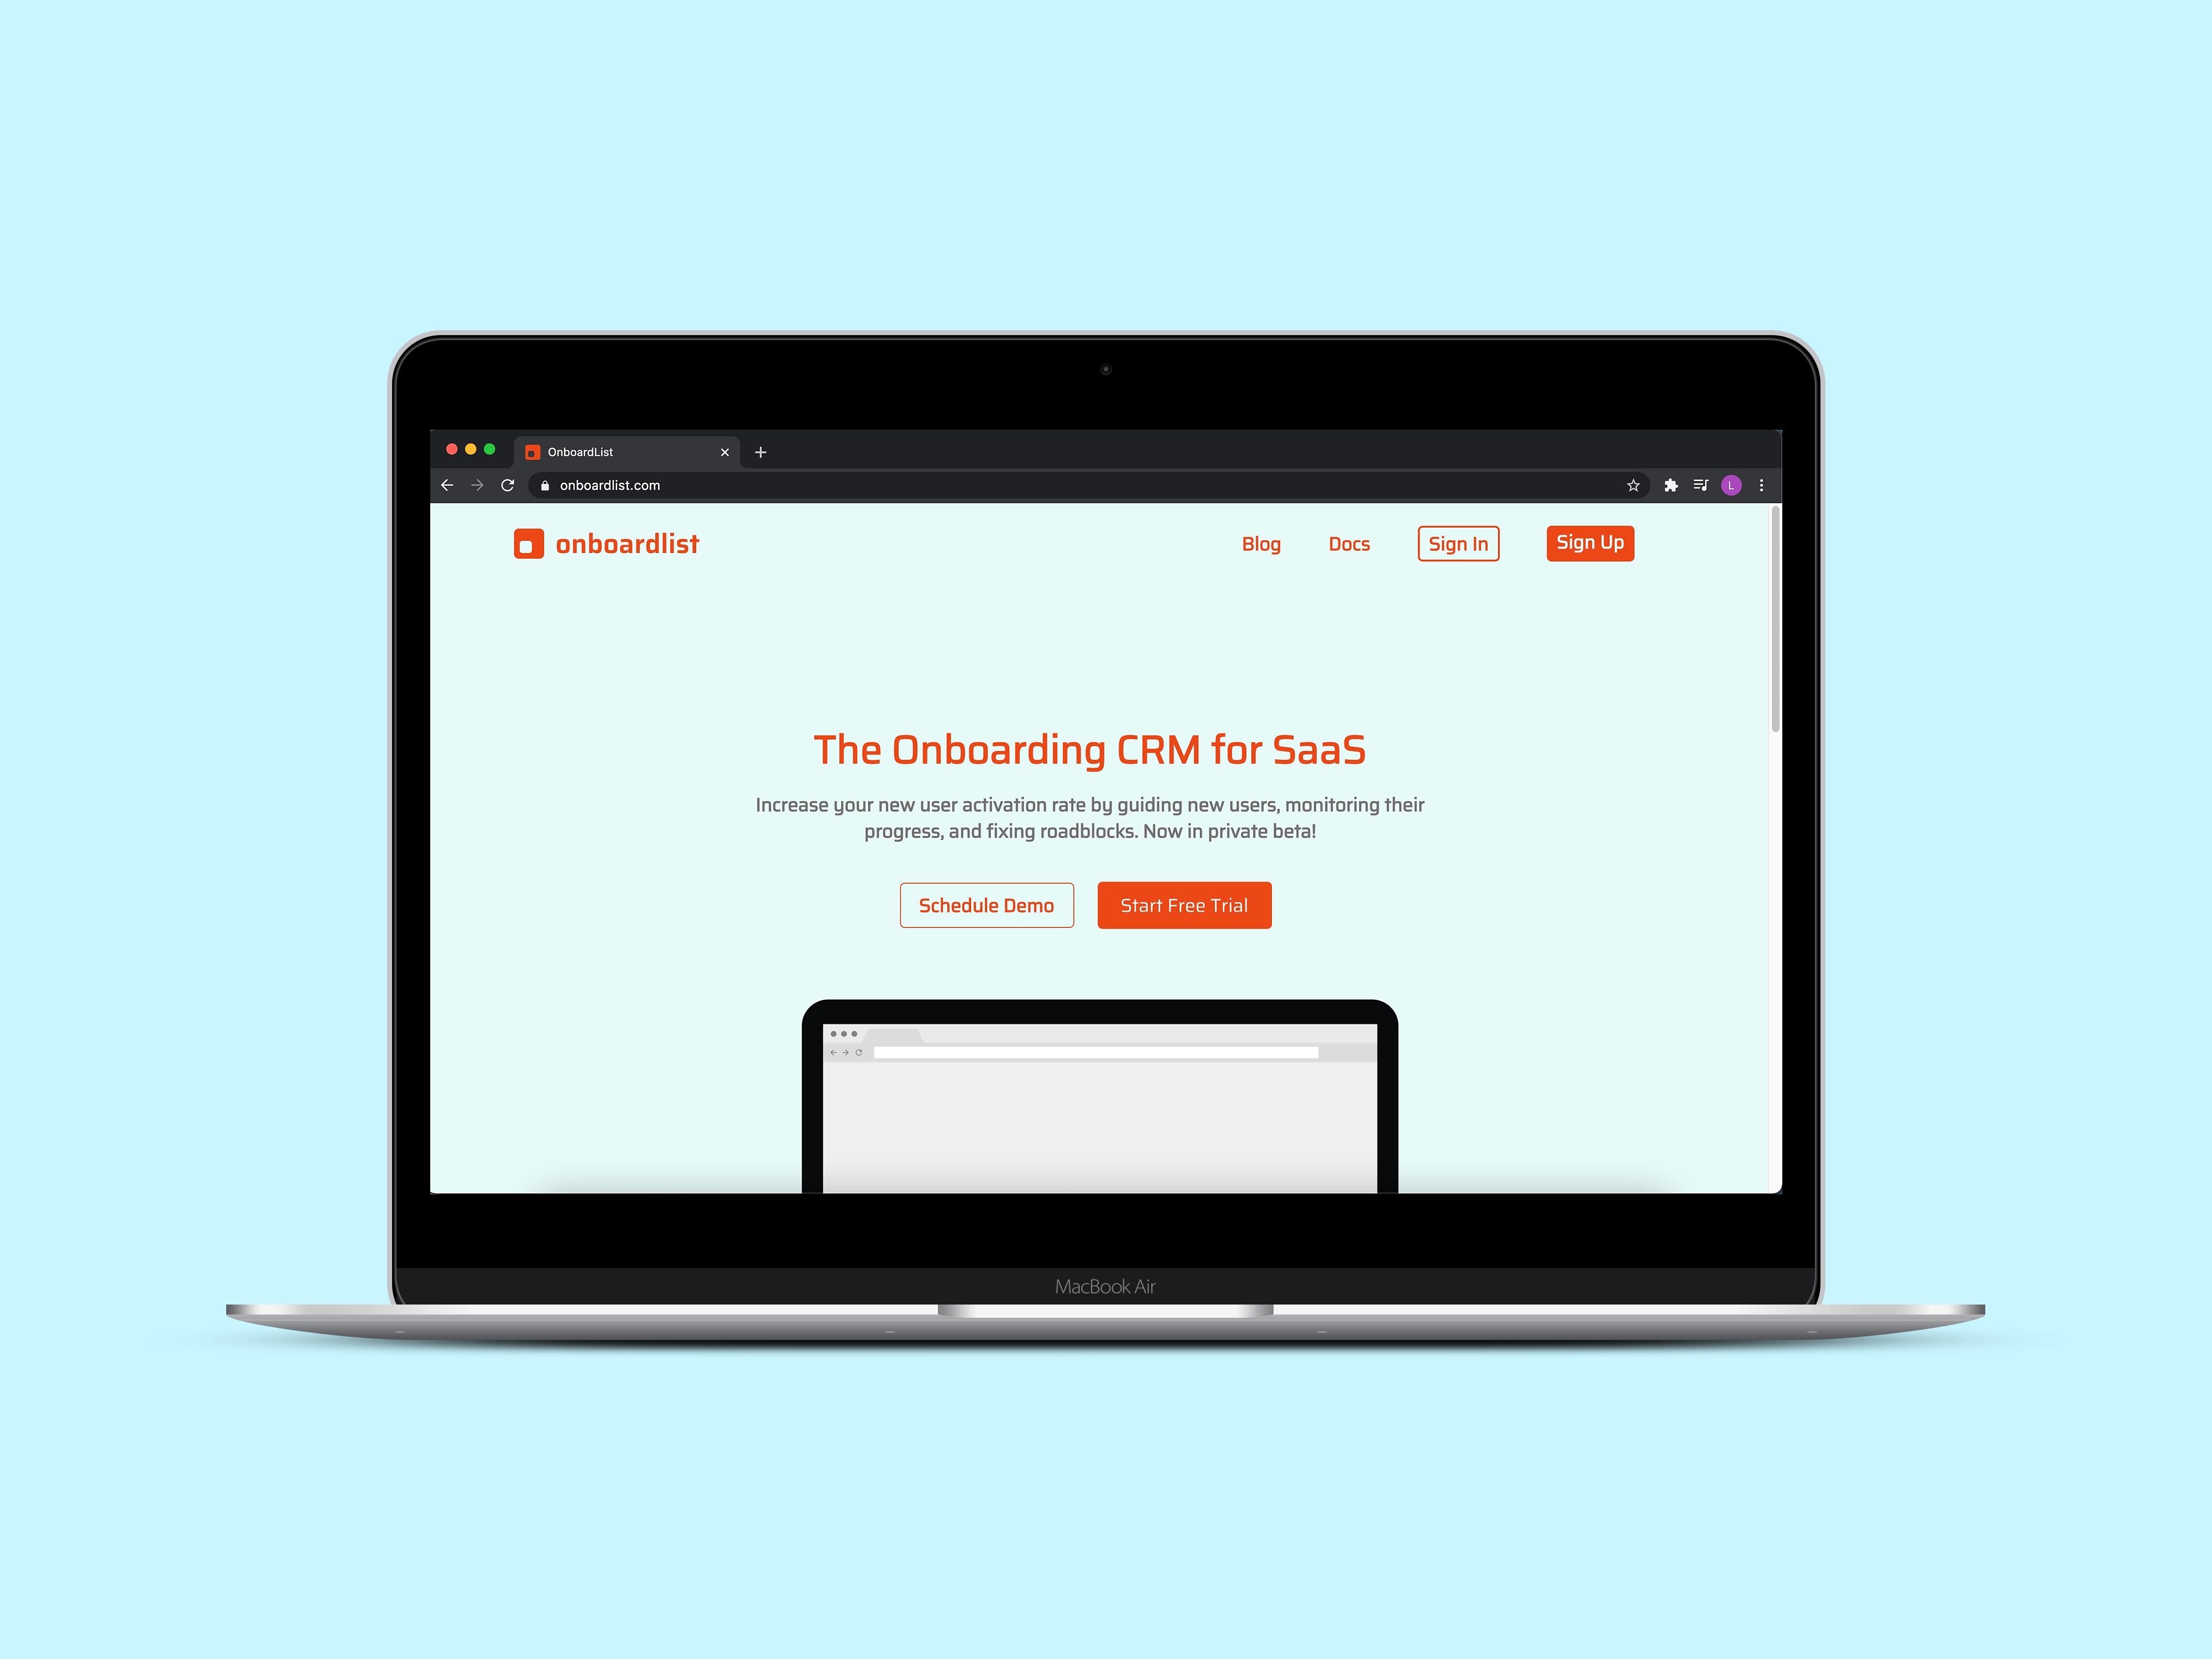 OnboardList
onboardlist.com
L
onboardlist
Blog Docs Sign In Sign Up
The Onboarding CRM for SaaS
Increase your new user activation rate by guiding new users, monitoring their
progress, and fixing roadblocks. Now in private beta!
Schedule Demo Start Free Trial
MacBook Air